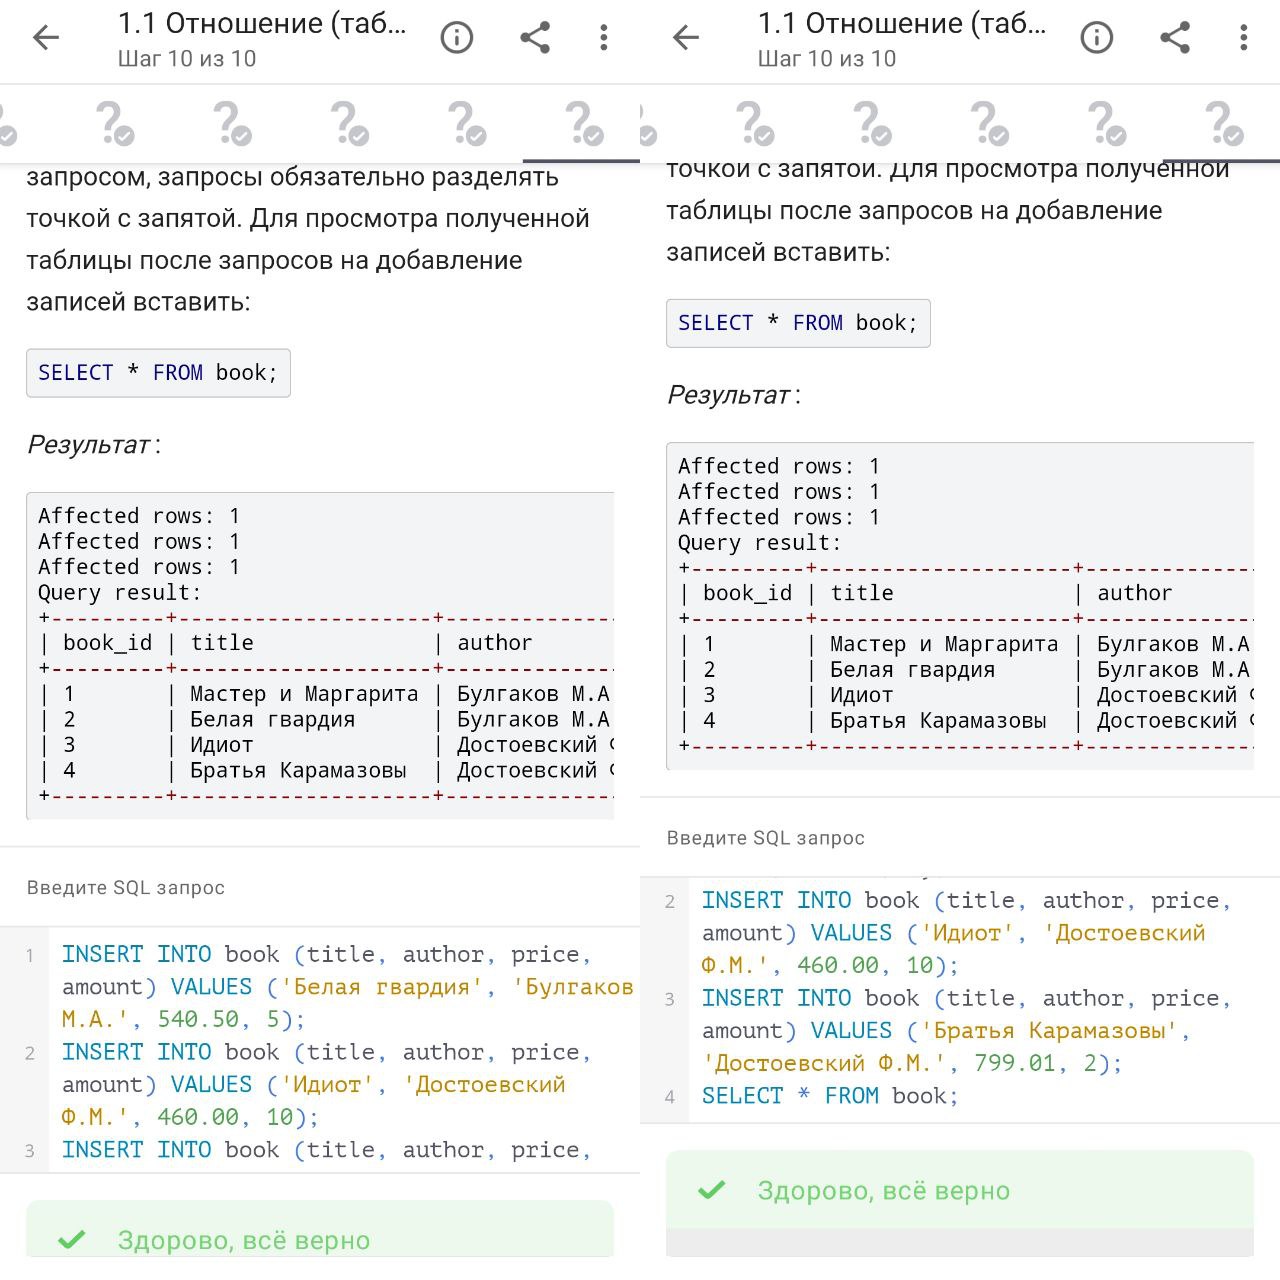 1.1 Отношение (таб...
Шаг 10 из 10
запросом, запросы обязательно разделять
точкой с запятой. Для просмотра полученной
таблицы после запросов на добавление
записей вставить:
SELECT * FROM book;
Результат :
Affected rows: 1
Affected rows: 1
Affected rows: 1
Query result:
+---------+--------------------+--------------
| book_id | title | author
+---------+--------------------+--------------
| 1 | Мастер и Маргарита | Булгаков М.А
| 2 | Белая гвардия | Булгаков М.А
| 3 | Идиот | Достоевский
| 4 | Братья Карамазовы | Достоевский
+---------+--------------------+--------------
Введите SQL запрос
1 INSERT INTO book (title, author, price,
amount) VALUES ('Белая гвардия', 'Булгаков
М.А.', 540.50, 5);
2 INSERT INTO book (title, author, price,
amount) VALUES ('Идиот', 'Достоевский
Ф.М.', 460.00, 10);
3 INSERT INTO book (title, author, price,
Здорово, всё верно
1.1 Отношение (таб...
Шаг 10 из 10
точкой с запятой. Для просмотра полученной
таблицы после запросов на добавление
записей вставить:
SELECT * FROM book;
Результат :
Affected rows: 1
Affected rows: 1
Affected rows: 1
Query result:
+---------+--------------------+--------------
| book_id | title | author
+---------+--------------------+--------------
| 1 | Мастер и Маргарита | Булгаков М.А
| 2 | Белая гвардия | Булгаков М.А
| 3 | Идиот | Достоевский
| 4 | Братья Карамазовы | Достоевский
+---------+--------------------+--------------
Введите SQL запрос
2 INSERT INTO book (title, author, price,
amount) VALUES ('Идиот', 'Достоевский
Ф.М.', 460.00, 10);
3 INSERT INTO book (title, author, price,
amount) VALUES ('Братья Карамазовы',
'Достоевский Ф.М.', 799.01, 2);
4 SELECT * FROM book;
Здорово, всё верно